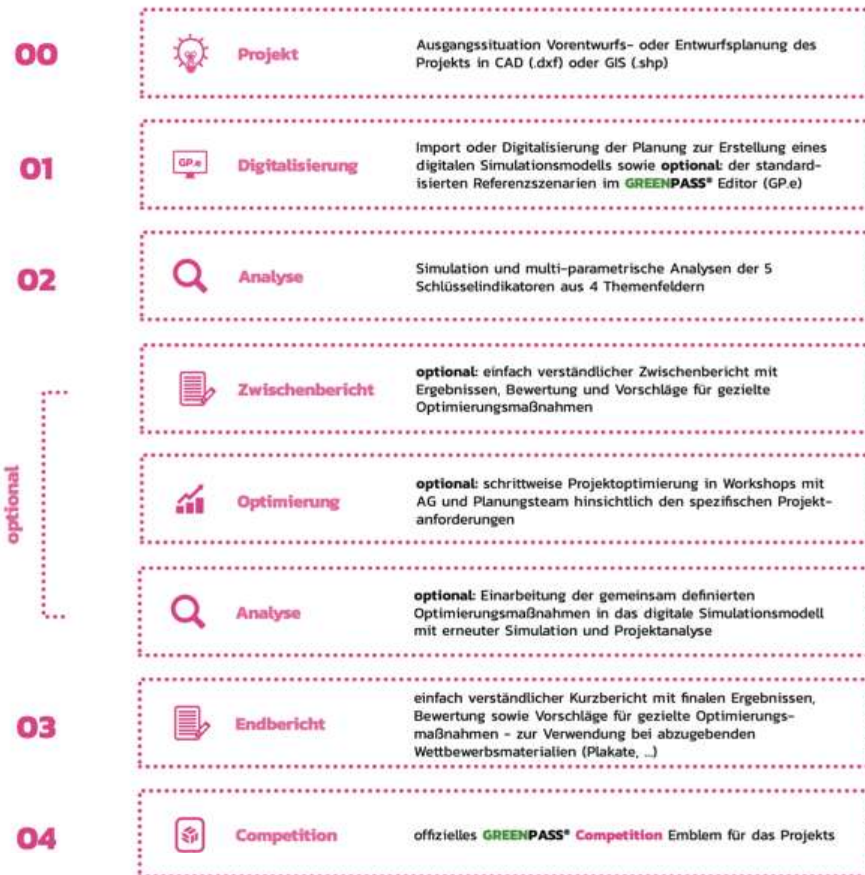 00
Projekt
Ausgangssituation Vorentwurfs- oder Entwurfsplanung des
Projekts in CAD (.dxf) oder GIS (.shp)
01
GP.e
Digitalisierung
Import oder Digitalisierung der Planung zur Erstellung eines
digitalen Simulationsmodells sowie optional: der standard-
isierten Referenzszenarien im GREENPASS® Editor (GP.e)
02
Analyse
Simulation und multi-parametrische Analysen der 5
Schlüsselindikatoren aus 4 Themenfeldern
optional
Zwischenbericht
optional: einfach verständlicher Zwischenbericht mit
Ergebnissen, Bewertung und Vorschläge für gezielte
Optimierungsmaßnahmen
Optimierung
optional: schrittweise Projektoptimierung in Workshops mit
AG und Planungsteam hinsichtlich den spezifischen Projekt-
anforderungen
Analyse
optional: Einarbeitung der gemeinsam definierten
Optimierungsmaßnahmen in das digitale Simulationsmodell
mit erneuter Simulation und Projektanalyse
03
Endbericht
einfach verständlicher Kurzbericht mit finalen Ergebnissen,
Bewertung sowie Vorschläge für gezielte Optimierungs-
maßnahmen - zur Verwendung bei abzugebenden
Wettbewerbsmaterialien (Plakate, ...)
04
Competition
offizielles GREENPASS® Competition Emblem für das Projekts